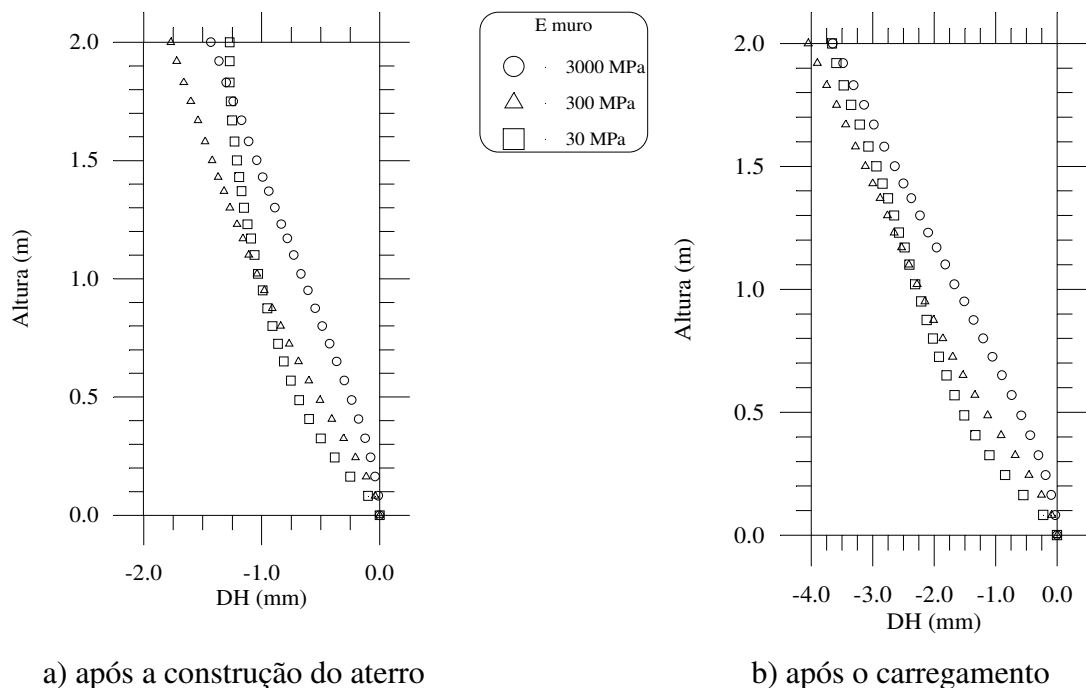 E muro
3000 MPa
300 MPa
30 MPa
2.0
1.5
1.0
0.5
0.0
Altura (m)
-2.0 -1.0 0.0
DH (mm)
a) após a construção do aterro
2.0
1.5
1.0
0.5
0.0
Altura (m)
-4.0 -3.0 -2.0 -1.0 0.0
DH (mm)
b) após o carregamento